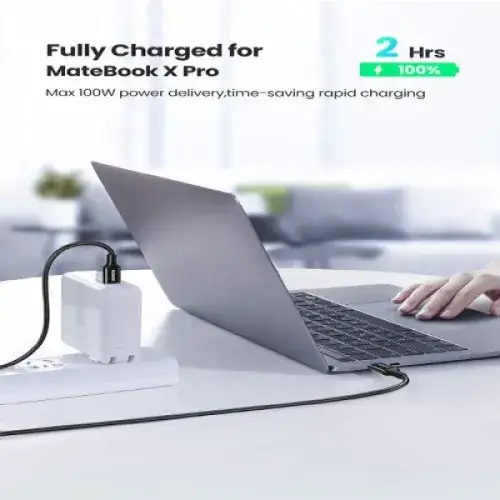 Fully Charged for
MateBook X Pro
Max 100W power delivery,time-saving rapid charging
2 Hrs
100%